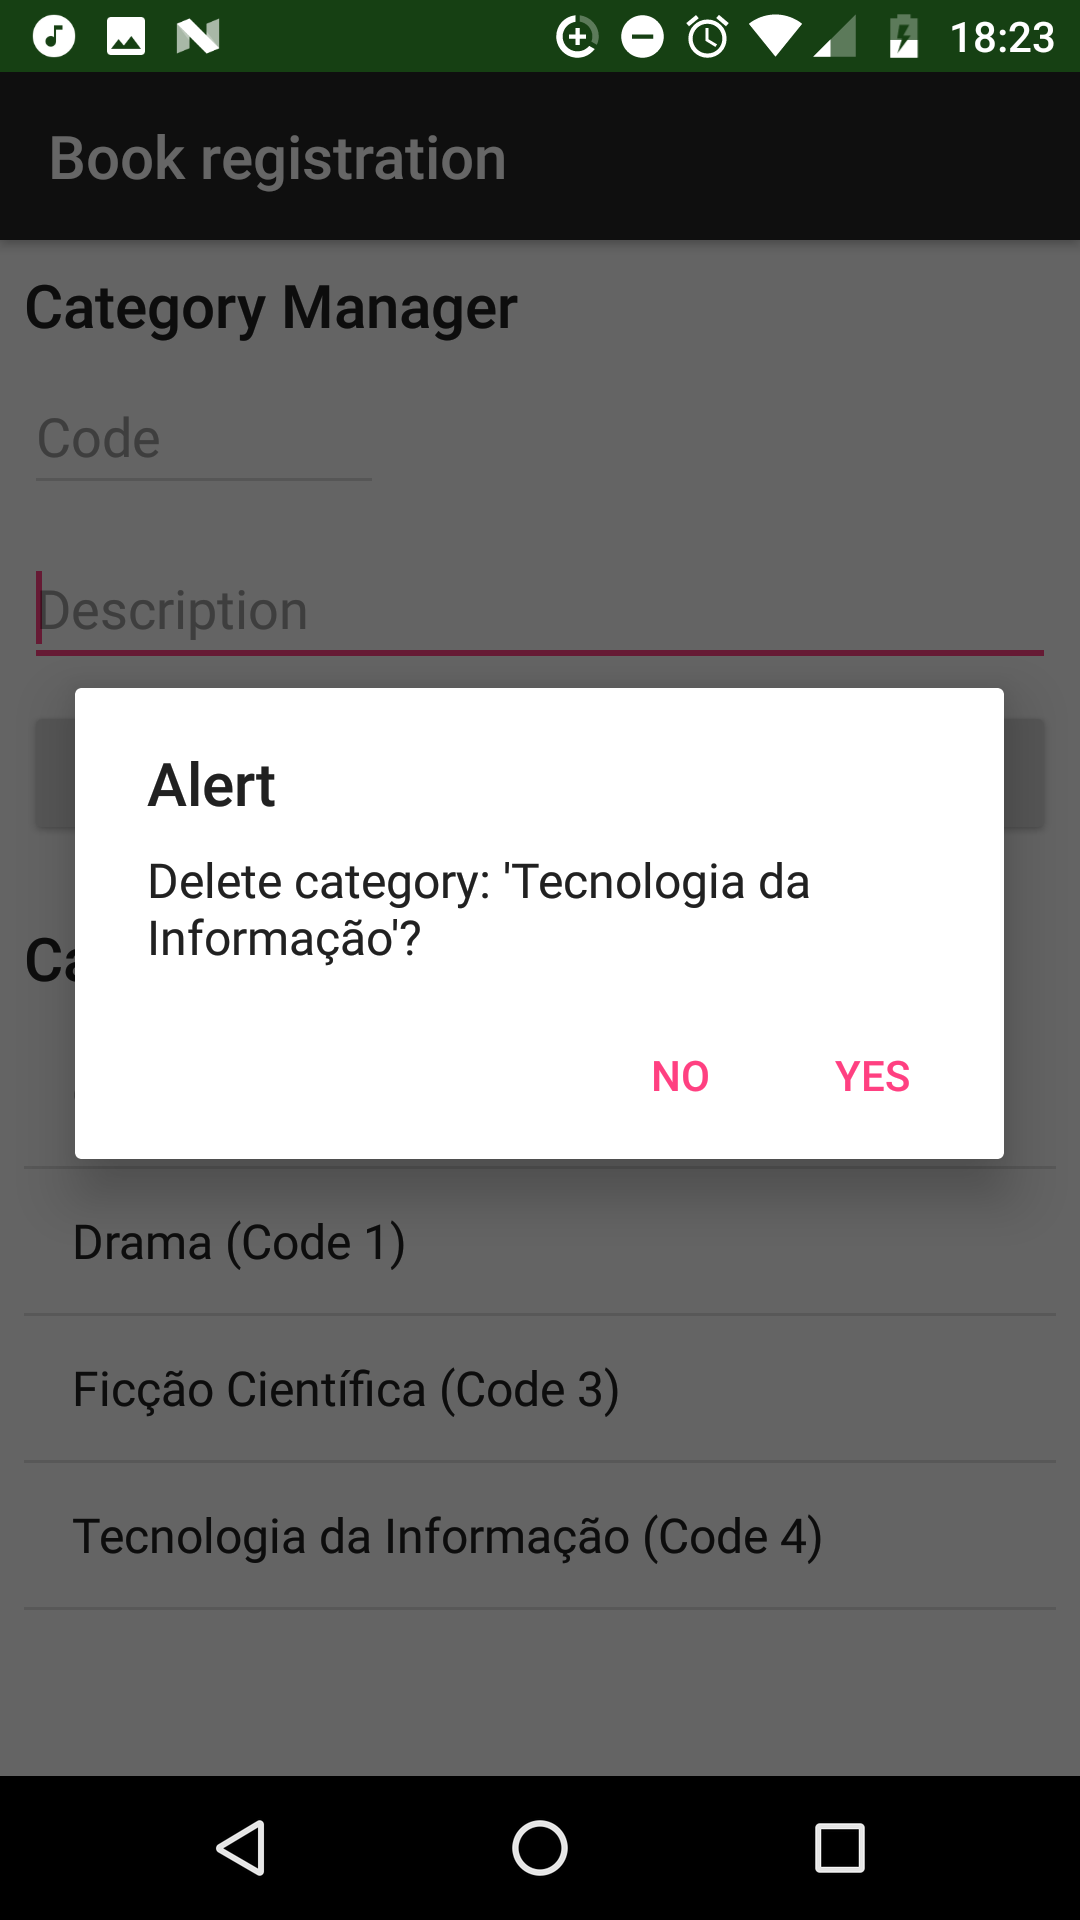 18:23
Book registration
Category Manager
Code
Description
Alert
Delete category: 'Tecnologia da
Informação'?
Ca
NO YES
Drama (Code 1)
Ficção Científica (Code 3)
Tecnologia da Informação (Code 4)